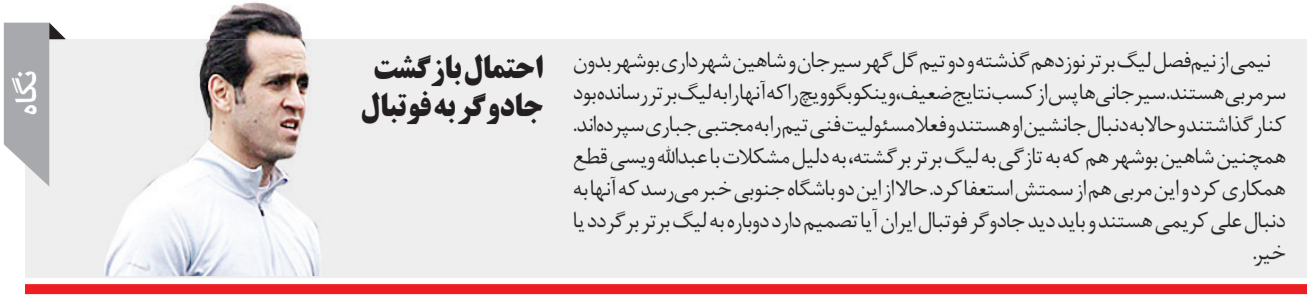 نگاه
احتمال بازگشت
جادوگر به فوتبال
نیمی از نیم‌فصل لیگ برتر نوزدهم گذشته و دو تیم گل گهر سیرجان و شاهین شهرداری بوشهر بدون
سرمربی هستند. سیرجانی‌ها پس از کسب نتایج ضعیف، وینکو بگوویچ را که آنها را به لیگ برتر رسانده بود
کنار گذاشتند و حالا به دنبال جانشین او هستند و فعلا مسئولیت فنی تیم را به مجتبی جباری سپرده‌اند.
همچنین شاهین بوشهر هم که به تازگی به لیگ برتر برگشته، به دلیل مشکلات با عبدالله ویسی قطع
همکاری کرد و این مربی هم از سمتش استعفا کرد. حالا از این دو باشگاه جنوبی خبر می‌رسد که آنها به
دنبال علی کریمی هستند و باید دید جادوگر فوتبال ایران آیا تصمیم دارد دوباره به لیگ برتر برگردد یا
خیر.